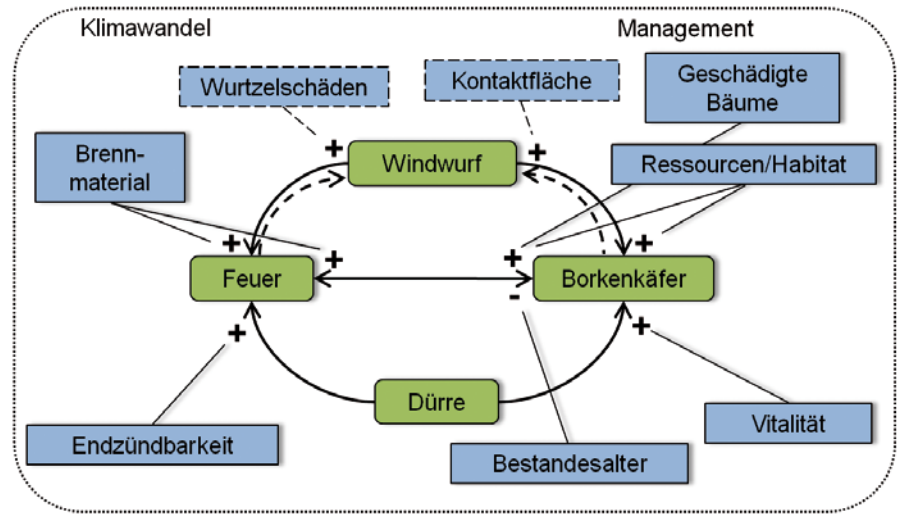 Klimawandel
Management
Wurtzelschäden
Kontaktfläche
Geschädigte
Bäume
Brenn-
material
+
Windwurf
+
Ressourcen/Habitat
+
+
+
+
Feuer
Borkenkäfer
-
+
+
Dürre
Vitalität
Endzündbarkeit
Bestandesalter